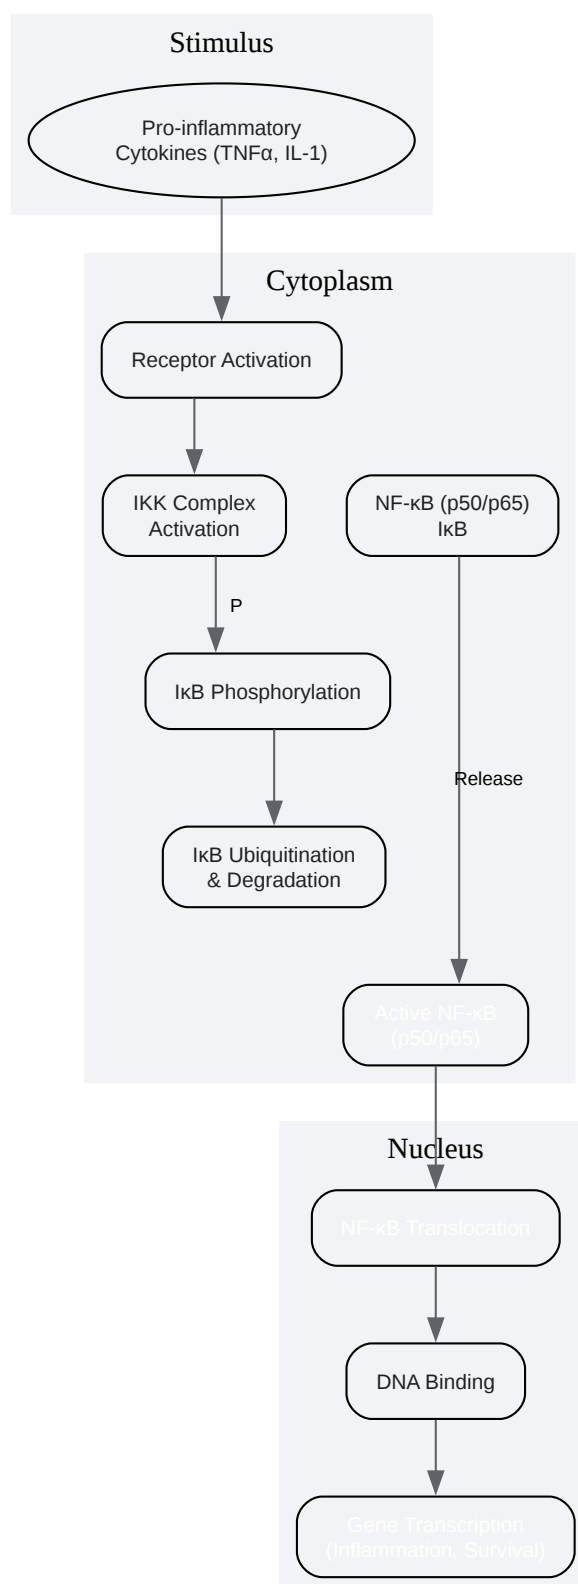 Stimulus
Pro-inflammatory
Cytokines (TNFα, IL-1)
Cytoplasm
Receptor Activation
IKK Complex
Activation
NF-κB (p50/p65)
IκB
P
IκB Phosphorylation
Release
IκB Ubiquitination
& Degradation
Active NF-κB
(p50/p65)
Nucleus
NF-κB Translocation
DNA Binding
Gene Transcription
(Inflammation, Survival)